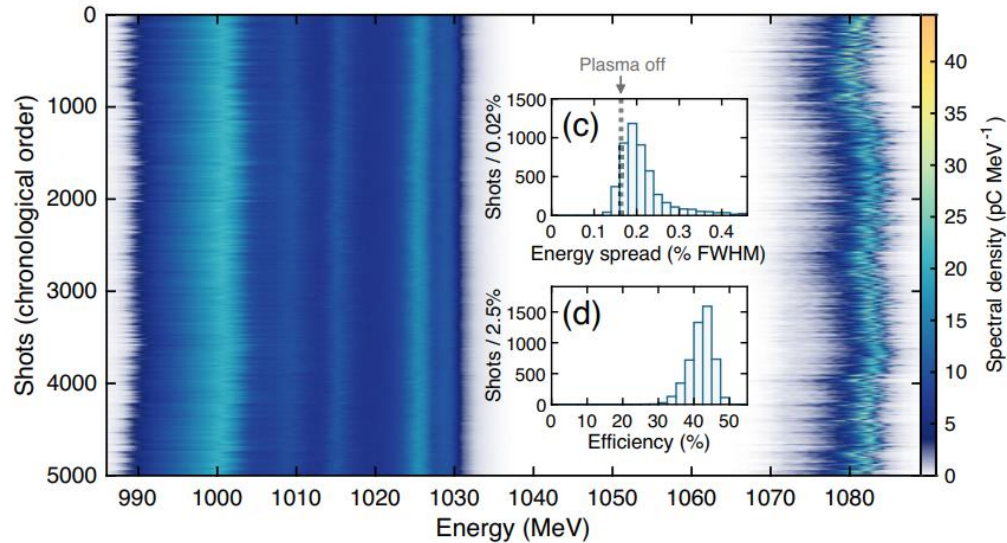 0
1000
2000
3000
4000
5000
Shots (chronological order)
990 1000 1010 1020 1030 1040 1050 1060 1070 1080
Energy (MeV)
Plasma off
(c)
1500
1000
500
0
Shots / 0.02%
0 0.1 0.2 0.3 0.4
Energy spread (% FWHM)
(d)
1500
1000
500
0
Shots / 2.5%
0 10 20 30 40 50
Efficiency (%)
40
35
30
25
20
15
10
5
0
Spectral density (pC MeV⁻¹)